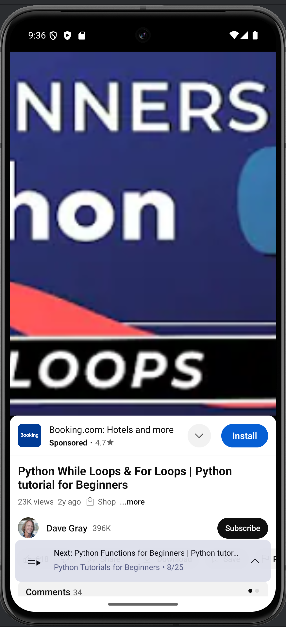 9:36
NNERS
hon
LOOPS
Booking
Booking.com: Hotels and more
Sponsored • 4.7★
Install
Python While Loops & For Loops | Python
tutorial for Beginners
23K views 2y ago Shop ...more
Dave Gray 396K
Subscribe
Next: Python Functions for Beginners | Python tutor...
Python Tutorials for Beginners • 8/25
Comments 34